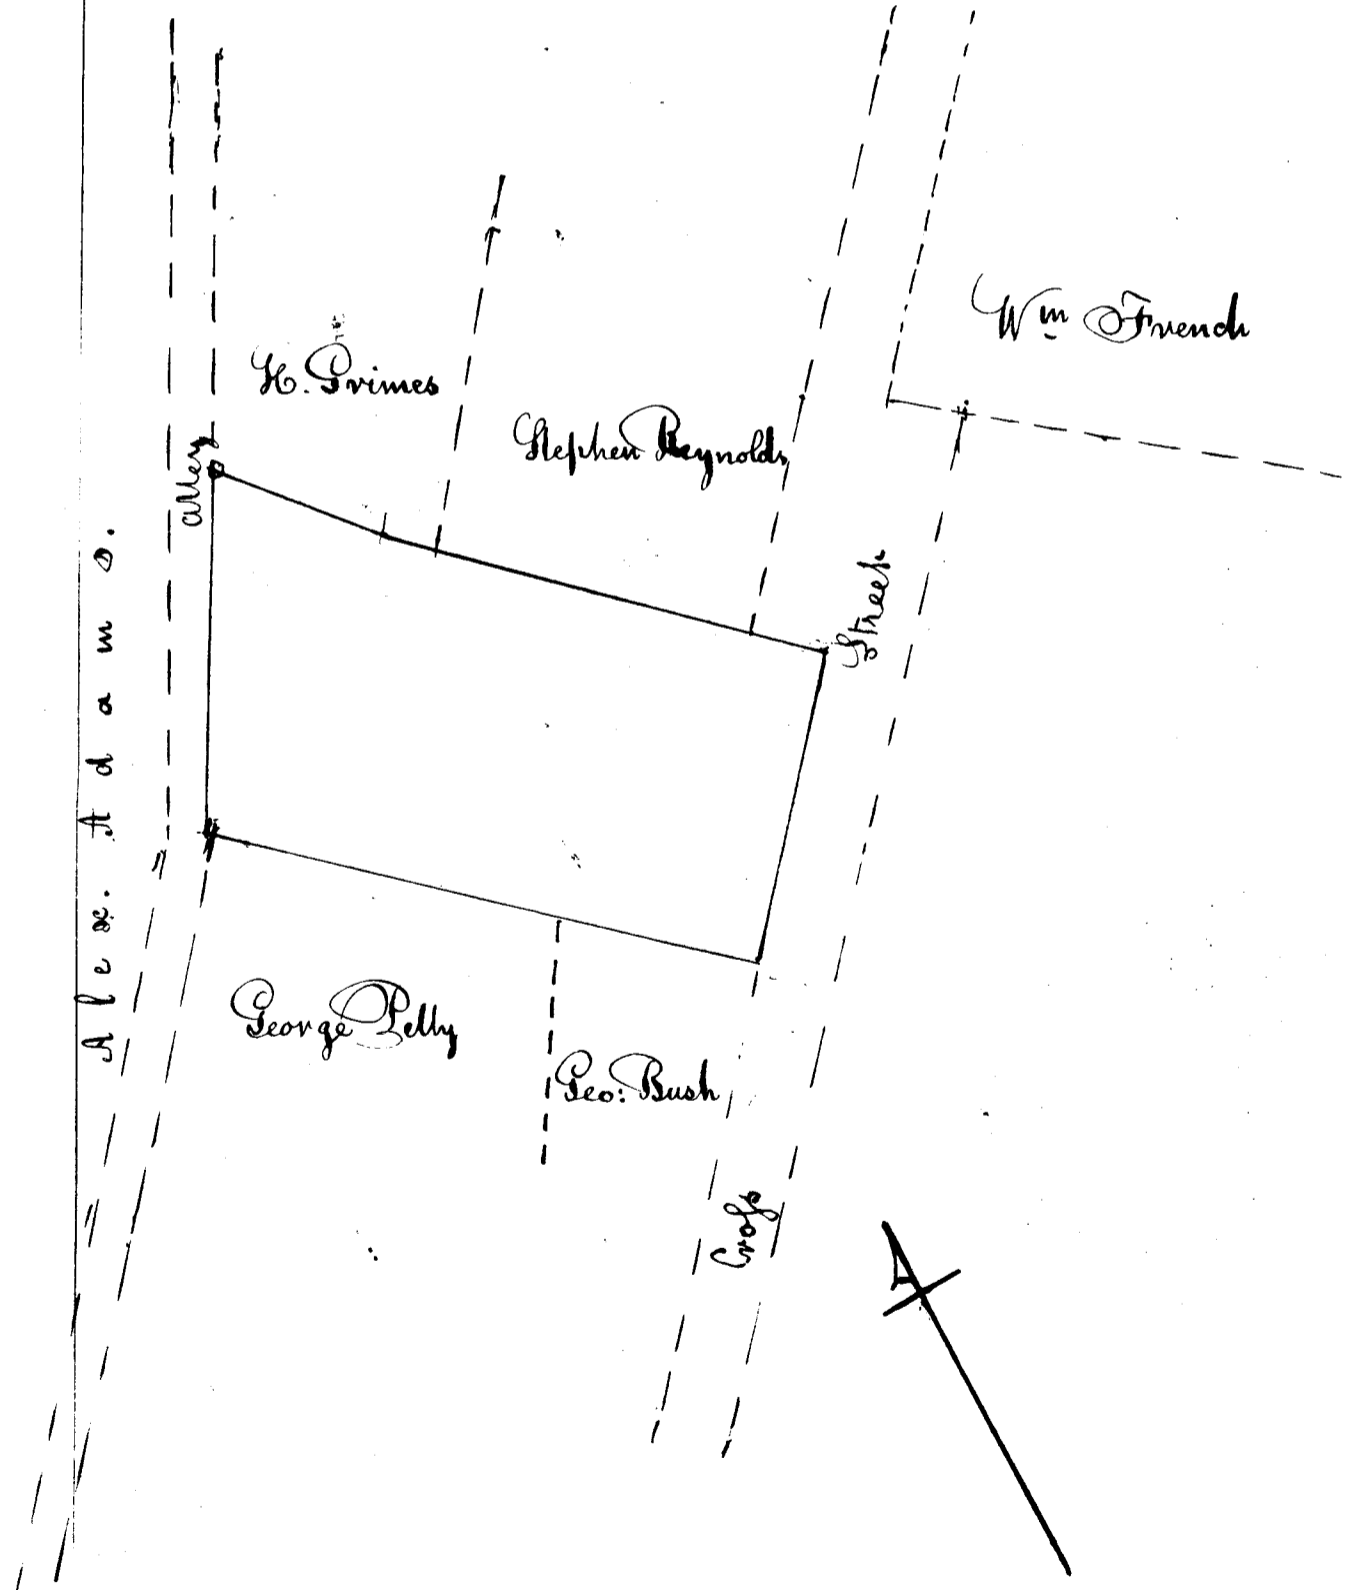 Wm French
H. Grimes
Stephen Reynolds
alley
Street
Alex. Adams.
George Pelly
Geo: Bush
Croſs